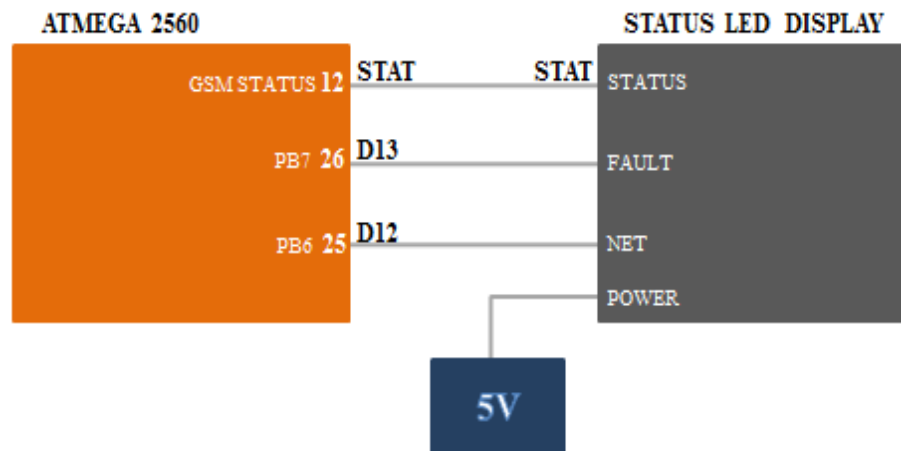 ATMEGA 2560
STATUS LED DISPLAY
GSM STATUS 12
STAT
STAT
STATUS
PB7 26
D13
FAULT
PB6 25
D12
NET
POWER
5V